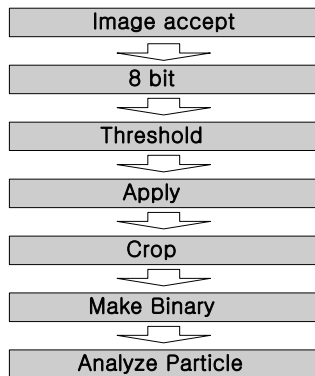 Image accept
8 bit
Threshold
Apply
Crop
Make Binary
Analyze Particle